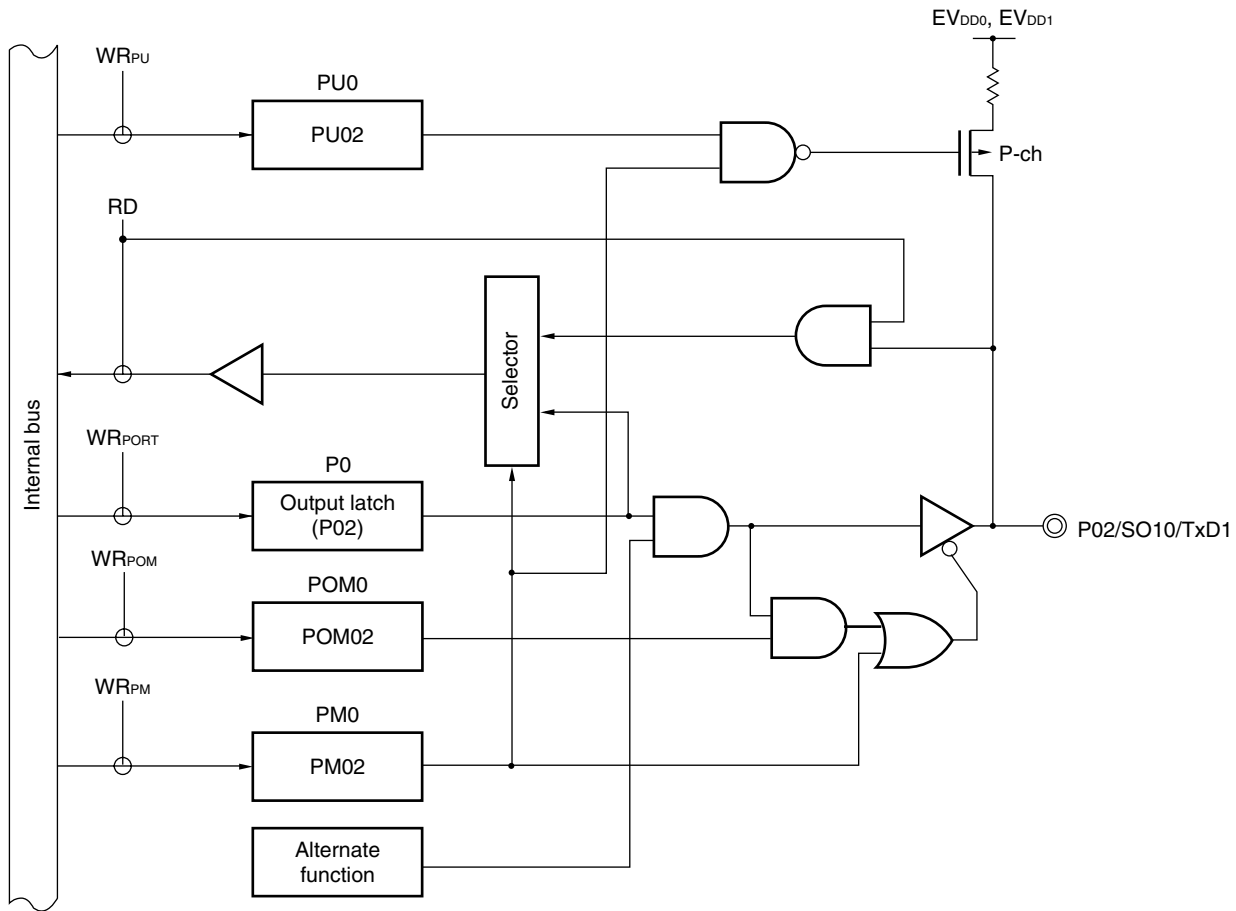 EVDD0, EVDD1
WRPU
PU0
PU02
P-ch
RD
Selector
Internal bus
WRPORT
P0
Output latch
(P02)
P02/SO10/TxD1
WRPOM
POM0
POM02
WRPM
PM0
PM02
Alternate
function